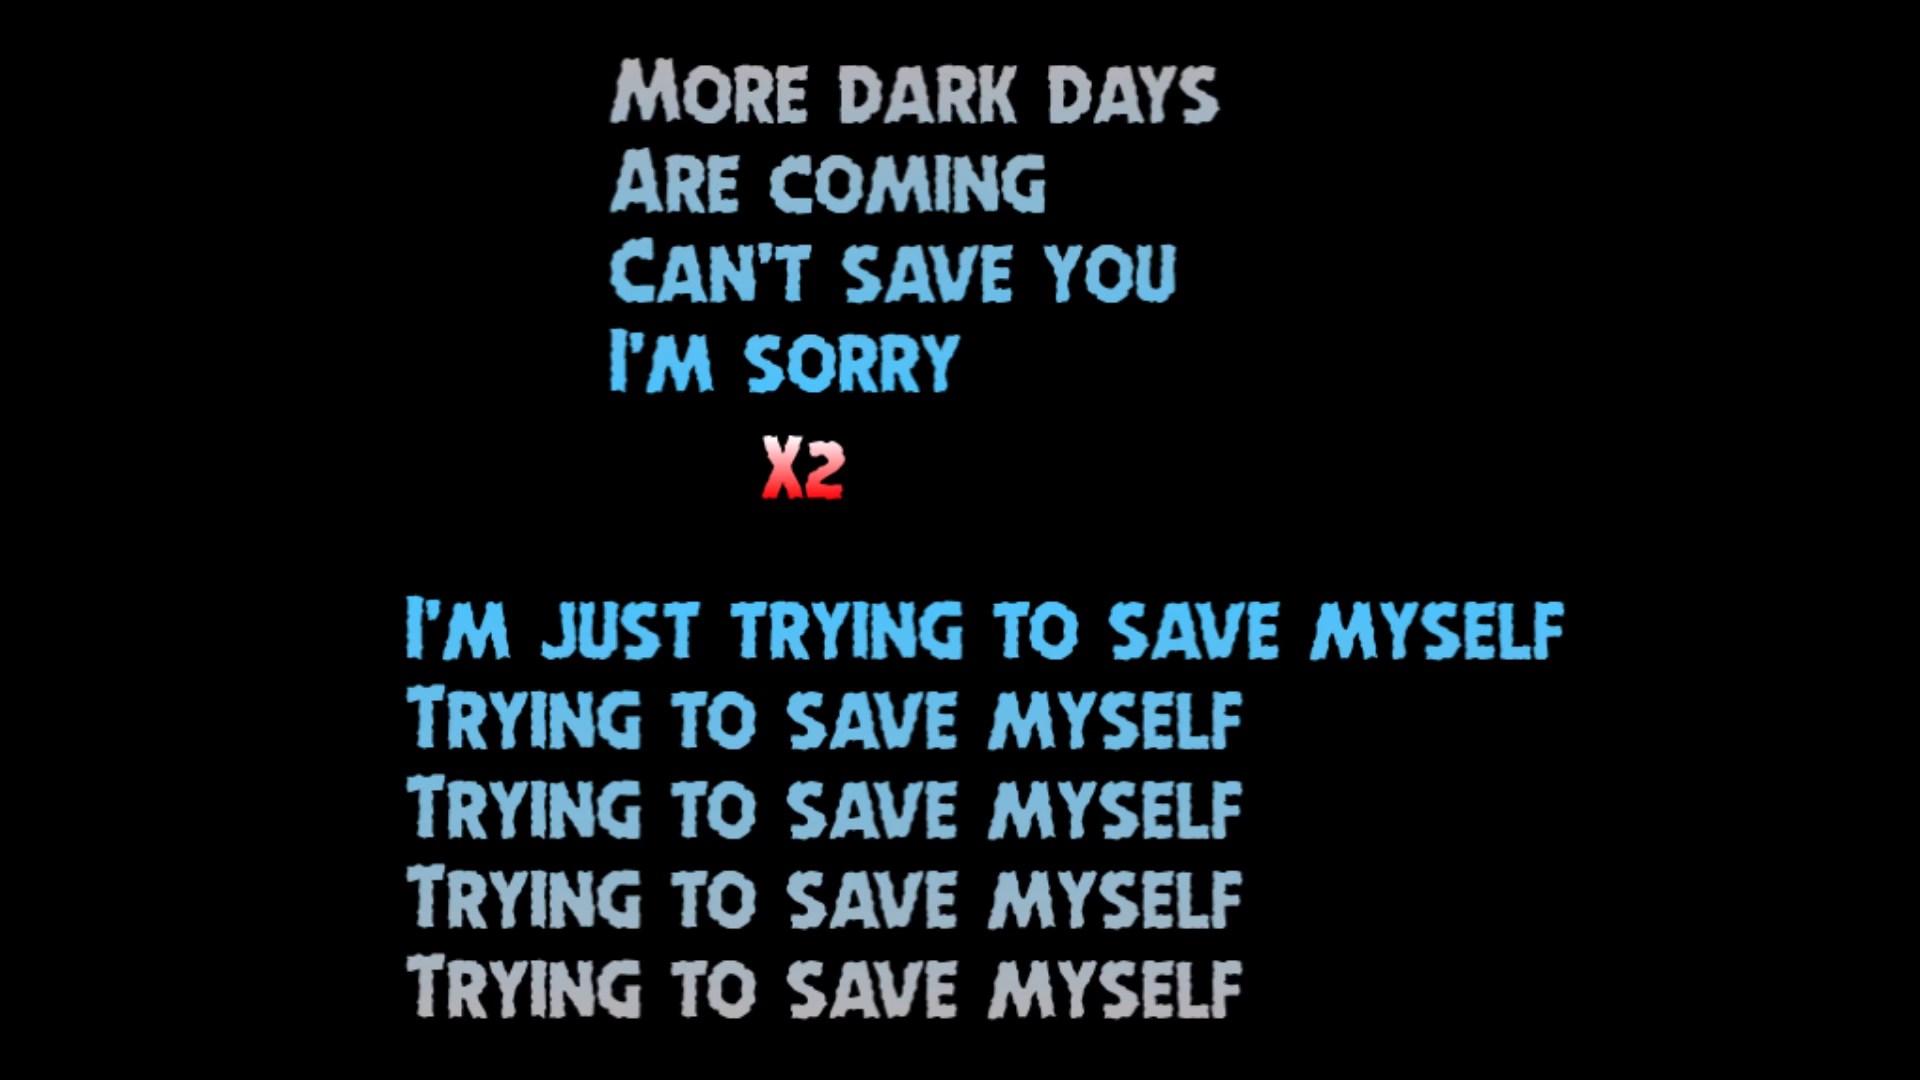 More dark days
Are coming
Can't save you
I'm sorry
X2
I'm just trying to save myself
Trying to save myself
Trying to save myself
Trying to save myself
Trying to save myself